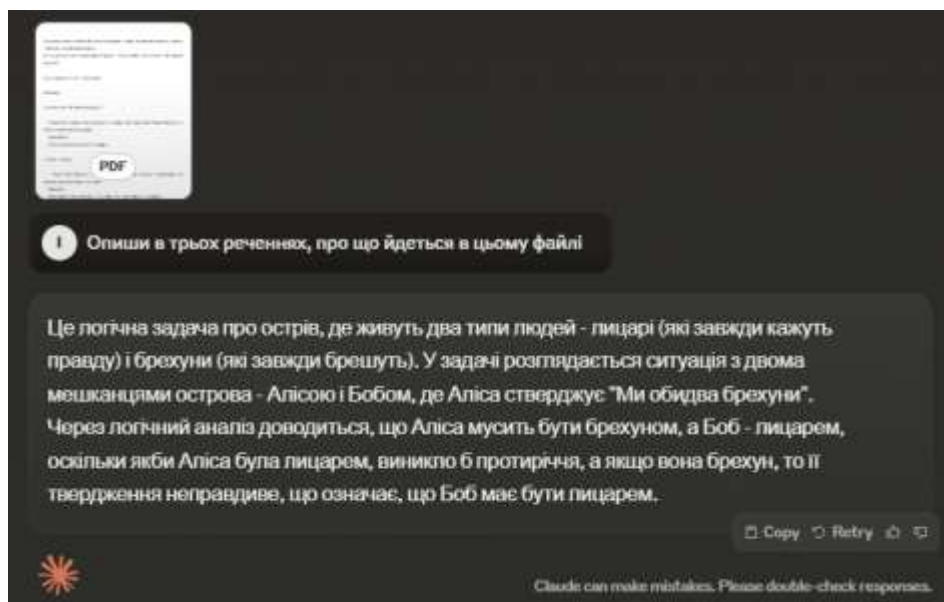 PDF
I
Опиши в трьох реченнях, про що йдеться в цьому файлі
Це логічна задача про острів, де живуть два типи людей - лицарі (які завжди кажуть
правду) і брехуни (які завжди брешуть). У задачі розглядається ситуація з двома
мешканцями острова - Алісою і Бобом, де Аліса стверджує "Ми обидва брехуни".
Через логічний аналіз доводиться, що Аліса мусить бути брехуном, а Боб - лицарем,
оскільки якби Аліса була лицарем, виникло б протиріччя, а якщо вона брехун, то її
твердження неправдиве, що означає, що Боб має бути лицарем.
Copy Retry
Claude can make mistakes. Please double-check responses.